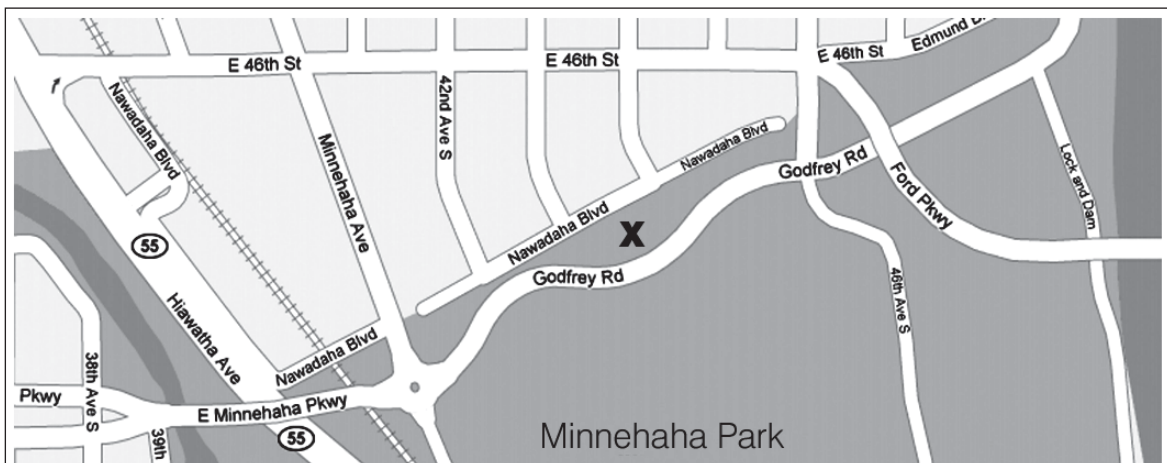 E 46th St
E 46th St
E 46th St
Edmund
Nawadaha Blvd
42nd Ave S
Minnehaha Ave
Nawadaha Blvd
Godfrey Rd
Ford Pkwy
Lock and Dam
Nawadaha Blvd
X
55
Godfrey Rd
46th Ave S
Hiawatha Ave
Nawadaha Blvd
38th Ave S
Pkwy
E Minnehaha Pkwy
39th
55
Minnehaha Park